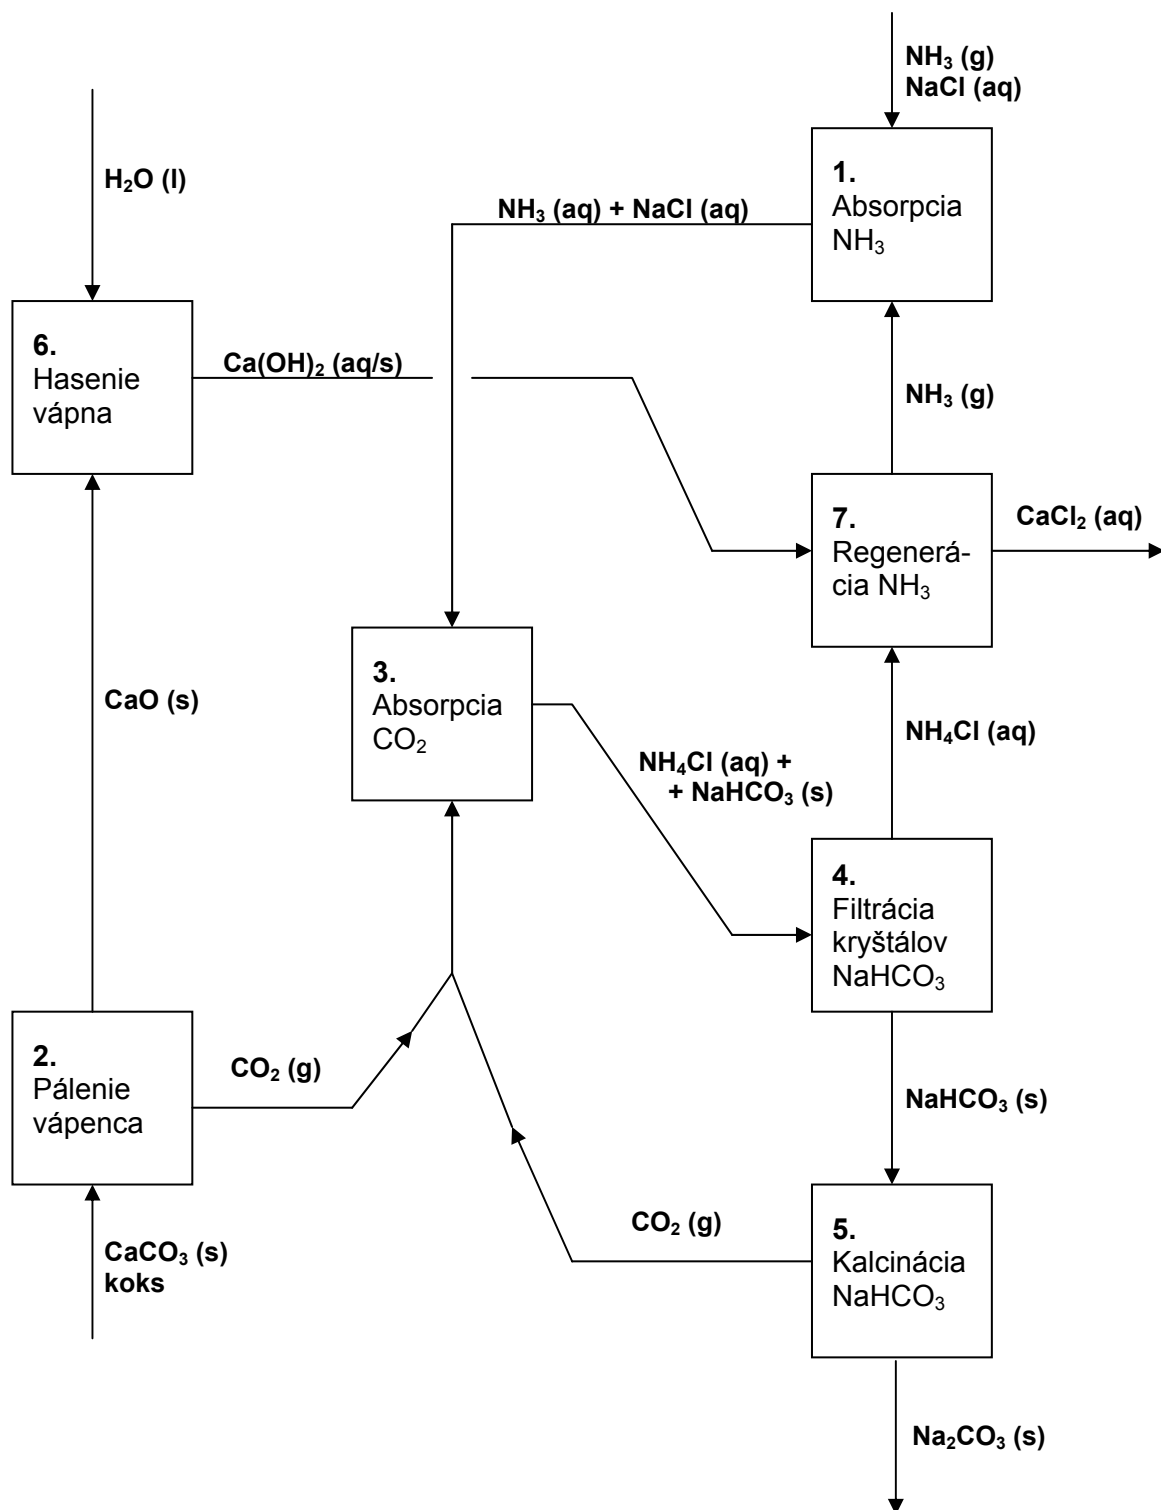 NH₃ (g)
NaCl (aq)
1.
Absorpcia
NH₃
H₂O (l)
NH₃ (aq) + NaCl (aq)
6.
Hasenie
vápna
Ca(OH)₂ (aq/s)
NH₃ (g)
7.
Regenerá-
cia NH₃
CaCl₂ (aq)
3.
Absorpcia
CO₂
CaO (s)
NH₄Cl (aq)
NH₄Cl (aq) +
+ NaHCO₃ (s)
4.
Filtrácia
kryštálov
NaHCO₃
2.
Pálenie
vápenca
CO₂ (g)
NaHCO₃ (s)
CO₂ (g)
5.
Kalcinácia
NaHCO₃
CaCO₃ (s)
koks
Na₂CO₃ (s)